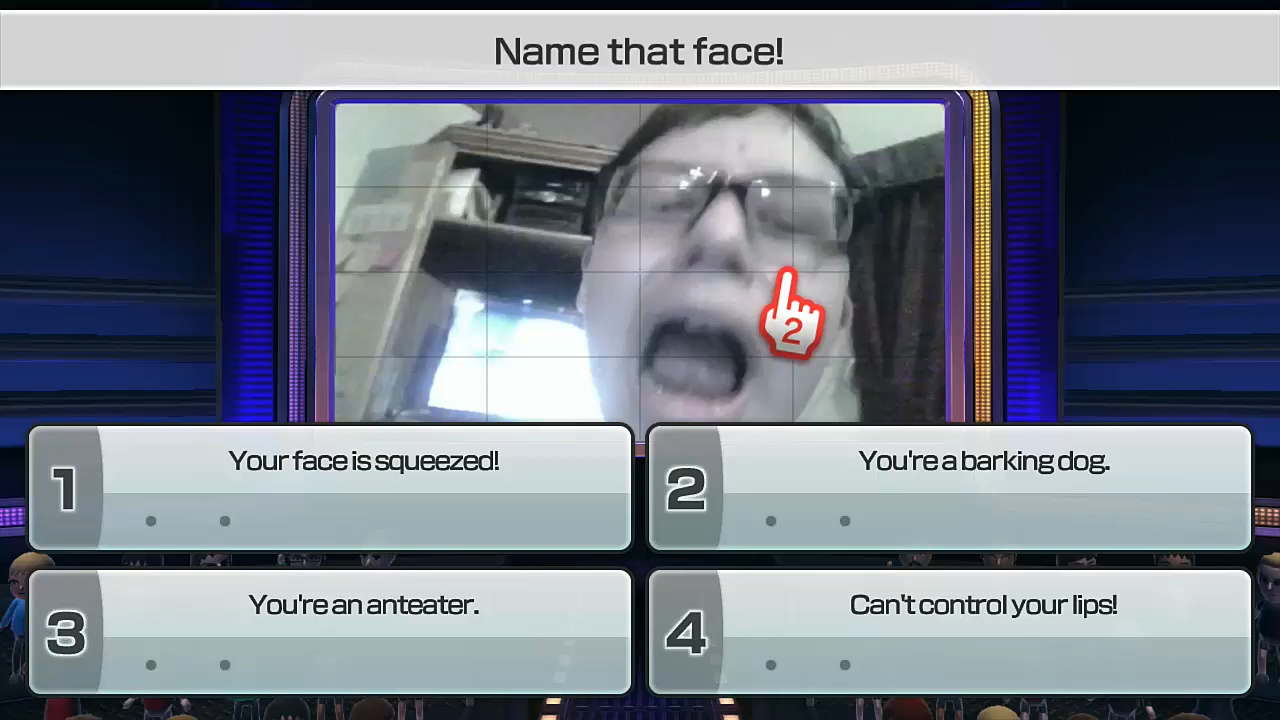 Name that face!
2
1
Your face is squeezed!
2
You're a barking dog.
3
You're an anteater.
4
Can't control your lips!